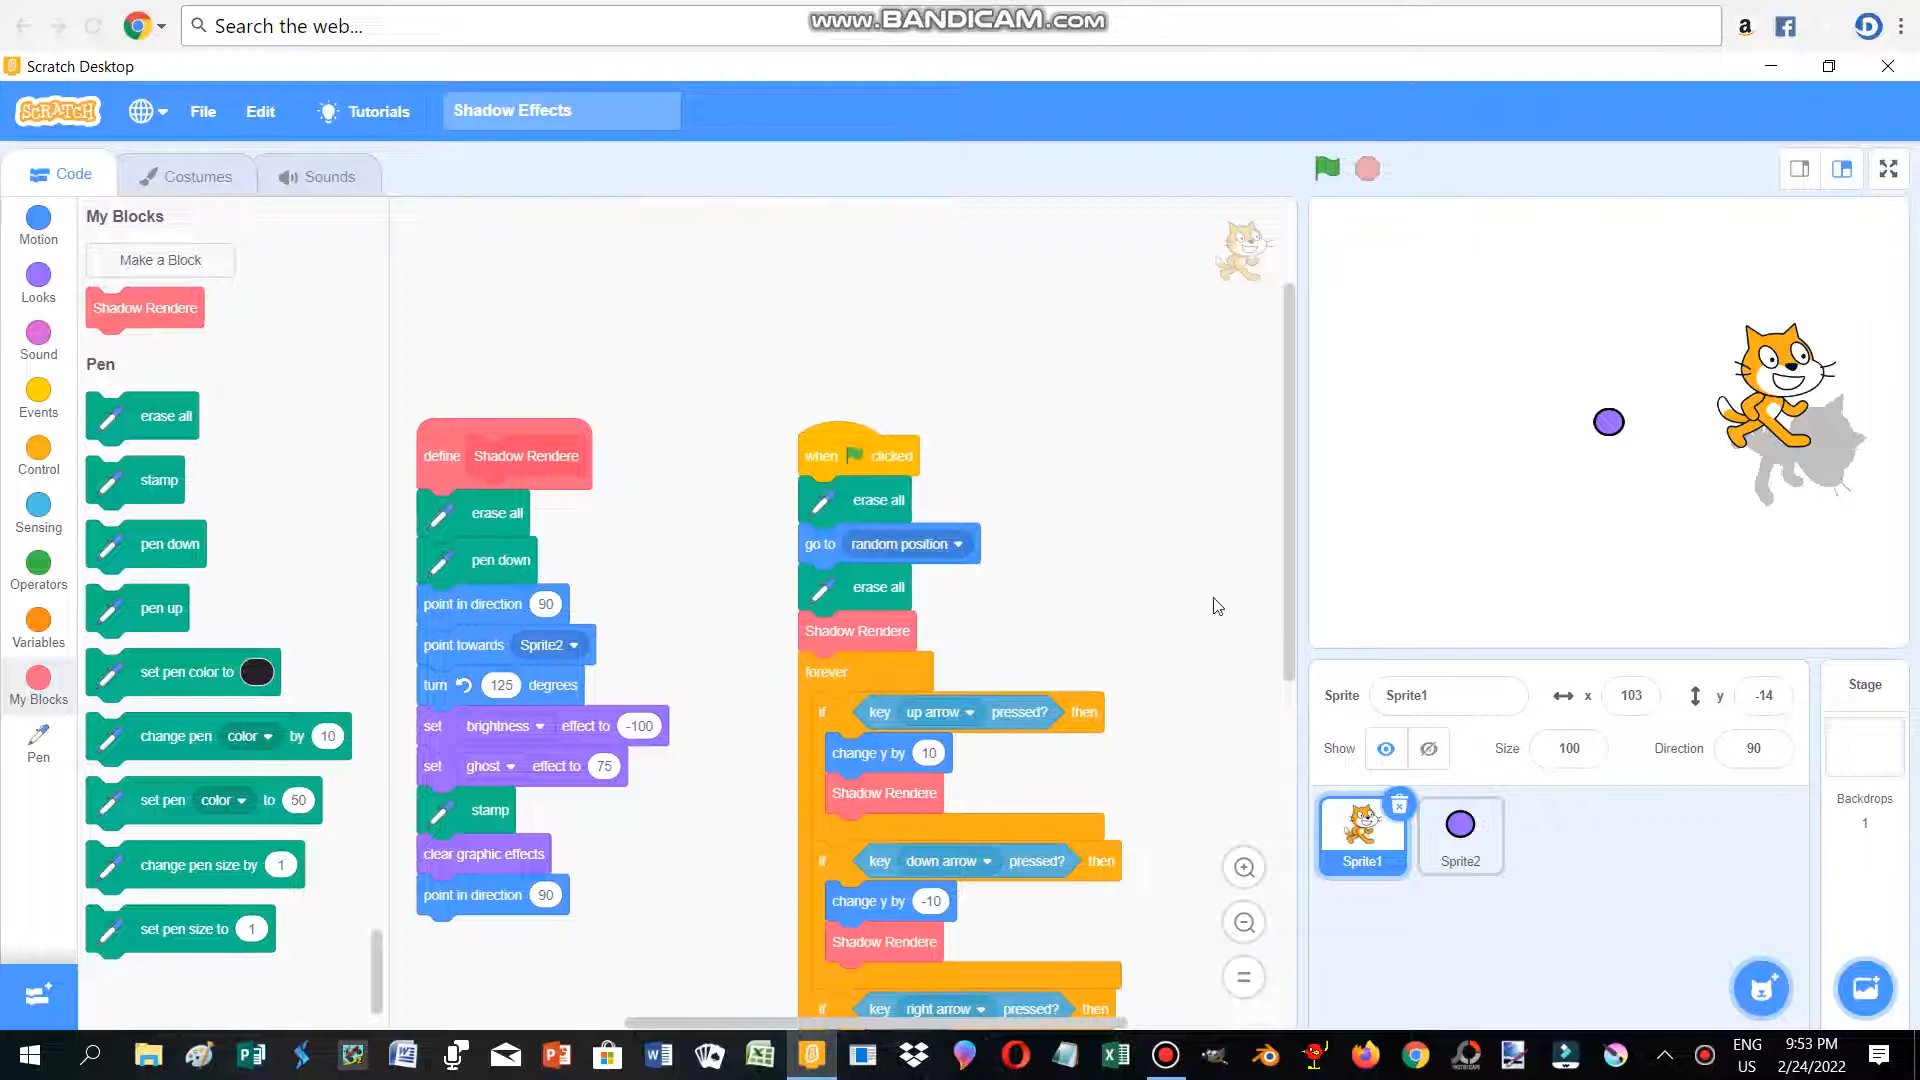 www.BANDICAM.com
Search the web...
Scratch Desktop
SCRATCH
File
Edit
Tutorials
Shadow Effects
Code
Costumes
Sounds
My Blocks
Make a Block
Shadow Rendere
Pen
erase all
stamp
pen down
pen up
set pen color to
change pen color by 10
set pen color to 50
change pen size by 1
set pen size to 1
Motion
Looks
Sound
Events
Control
Sensing
Operators
Variables
My Blocks
Pen
define Shadow Rendere
erase all
pen down
point in direction 90
point towards Sprite2
turn 125 degrees
set brightness effect to -100
set ghost effect to 75
stamp
clear graphic effects
point in direction 90
when clicked
erase all
go to random position
erase all
Shadow Rendere
forever
if key up arrow pressed? then
change y by 10
Shadow Rendere
if key down arrow pressed? then
change y by -10
Shadow Rendere
if key right arrow pressed? then
Sprite Sprite1 x 103 y -14
Show Size 100 Direction 90
Sprite1
Sprite2
Stage
Backdrops
1
ENG
US
9:53 PM
2/24/2022